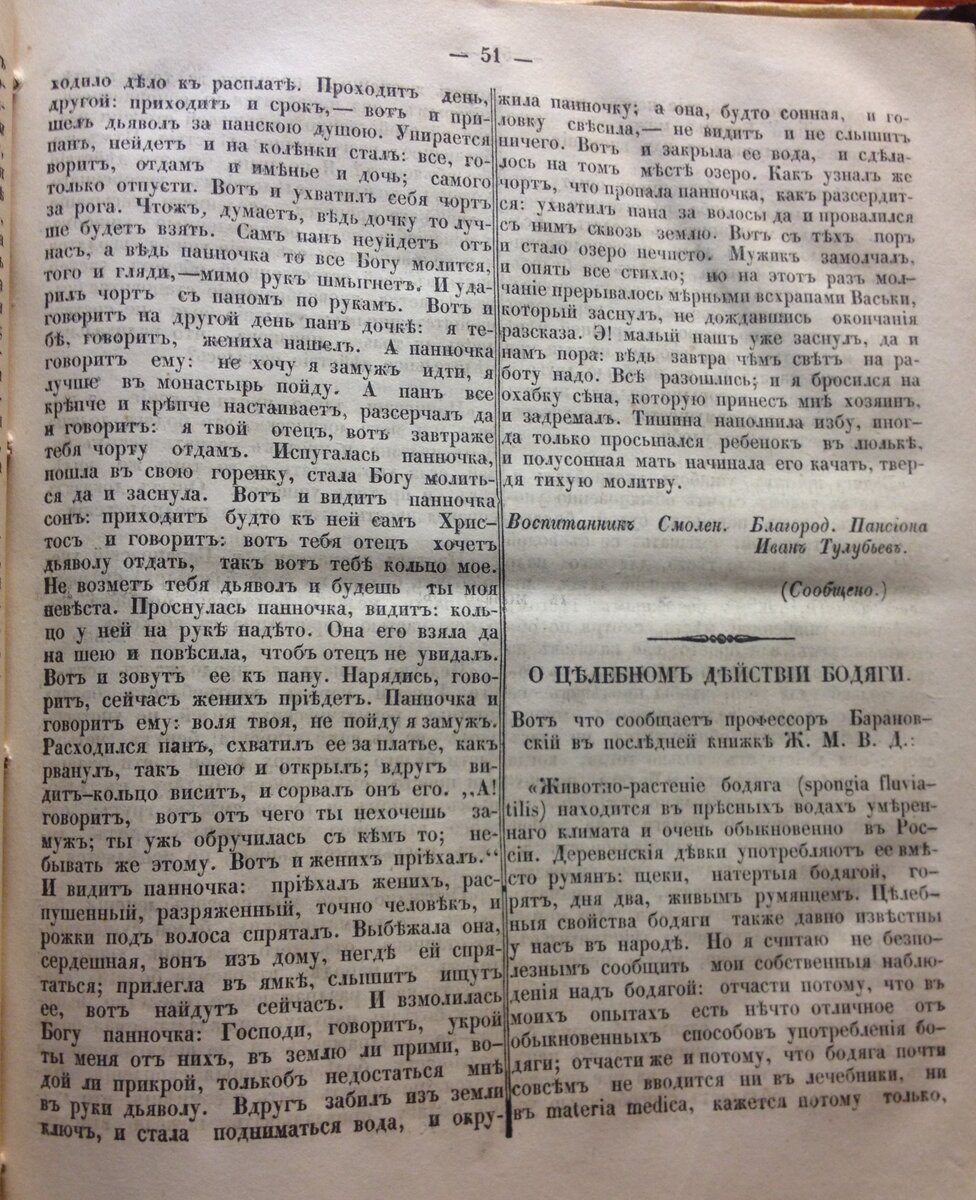 — 51 —
ходило дѣло къ расплатѣ. Проходитъ день,
другой: приходитъ и срокъ,— вотъ и при-
шелъ дьяволъ за панскою душою. Упирается
панъ, нейдетъ и на колѣнки сталъ: все, го-
воритъ, отдамъ и имѣнье и дочь; самого
только отпусти. Вотъ и ухватилъ себя чортъ
за рога. Чтожъ, думаетъ, вѣдь дочку то луч-
ше будетъ взять. Самъ панъ неуйдетъ отъ
насъ, а вѣдь панночка то все Богу молится,
того и гляди,—мимо рукъ шмыгнетъ. И уда-
рилъ чортъ съ паномъ по рукамъ. Вотъ и
говоритъ на другой день панъ дочкѣ: я те-
бѣ, говоритъ, жениха нашелъ. А панночка
говоритъ ему: не хочу я замужъ идти, я
лучше въ монастырь пойду. А панъ все
крѣпче и крѣпче настаиваетъ, разсерчалъ да
и говоритъ: я твой отецъ, вотъ завтраже
тебя чорту отдамъ. Испугалась панночка,
пошла въ свою горенку, стала Богу молить-
ся да и заснула. Вотъ и видитъ панночка
сонъ: приходитъ будто къ ней самъ Хрис-
тосъ и говоритъ: вотъ тебя отецъ хочетъ
дьяволу отдать, такъ вотъ тебѣ кольцо мое.
Не возметъ тебя дьяволъ и будешь ты моя
невѣста. Проснулась панночка, видитъ: коль-
цо у ней на рукѣ надѣто. Она его взяла да
на шею и повѣсила, чтобъ отецъ не увидалъ.
Вотъ и зовутъ ее къ пану. Нарядись, гово-
ритъ, сейчасъ женихъ пріѣдетъ. Панночка и
говоритъ ему: воля твоя, не пойду я замужъ.
Расходился панъ, схватилъ ее за платье, какъ
рванулъ, такъ шею и открылъ; вдругъ ви-
дитъ–кольцо виситъ, и сорвалъ онъ его. „А!
говоритъ, вотъ отъ чего ты нехочешь за-
мужъ; ты ужь обручилась съ кѣмъ то; не-
бывать же этому. Вотъ и женихъ пріѣхалъ.“
И видитъ панночка: пріѣхалъ женихъ, рас-
пушенный, разряженный, точно человѣкъ, и
рожки подъ волоса спряталъ. Выбѣжала она,
сердешная, вонъ изъ дому, негдѣ ей спря-
таться; прилегла въ ямкѣ, слышитъ ищутъ
ее, вотъ найдутъ сейчасъ. И взмолилась
Богу панночка: Господи, говоритъ, укрой
ты меня отъ нихъ, въ землю ли прими, во-
дой ли прикрой, толькобъ недостаться мнѣ
въ руки дьяволу. Вдругъ забилъ изъ земли
ключъ, и стала подниматься вода, и окру-
жила панночку; а она, будто сонная, и го-
ловку свѣсила,— не видитъ и не слышитъ
ничего. Вотъ и закрыла ее вода, и сдѣла-
лось на томъ мѣстѣ озеро. Какъ узналъ же
чортъ, что пропала панночка, какъ разсердит-
ся: ухватилъ пана за волосы да и провалился
съ нимъ сквозь землю. Вотъ съ тѣхъ поръ
и стало озеро нечисто. Мужикъ замолчалъ,
и опять все стихло; но на этотъ разъ мол-
чаніе прерывалось мѣрными всхрапами Васьки,
который заснулъ, не дождавшись окончанія
разсказа. Э! малый нашъ уже заснулъ, да и
намъ пора: вѣдь завтра чѣмъ свѣтъ на ра-
боту надо. Всѣ разошлись; и я бросился на
охабку сѣна, которую принесъ мнѣ хозяинъ,
и задремалъ. Тишина наполнила избу, иног-
да только просыпался ребенокъ въ люлькѣ,
и полусонная мать начинала его качать, твер-
дя тихую молитву.
Воспитанникъ Смолен. Благород. Пансіона
Иванъ Тулубьевъ.
(Сообщено.)
О ЦѢЛЕБНОМЪ ДѢЙСТВІИ БОДЯГИ.
Вотъ что сообщаетъ профессоръ Баранов-
скій въ послѣдней книжкѣ Ж. М. В. Д.:
«Животно-растеніе бодяга (spongia fluvia-
tilis) находится въ прѣсныхъ водахъ умѣрен-
наго климата и очень обыкновенно въ Рос-
сіи. Деревенскія дѣвки употребляютъ ее вмѣ-
сто румянъ: щеки, натертыя бодягой, го-
рятъ, дня два, живымъ румянцемъ. Цѣлеб-
ныя свойства бодяги также давно извѣстны
у насъ въ народѣ. Но я считаю не безпо-
лезнымъ сообщить мои собственныя наблю-
денія надъ бодягой: отчасти потому, что въ
моихъ опытахъ есть нѣчто отличное отъ
обыкновенныхъ способовъ употребленія бо-
дяги; отчасти же и потому, что бодяга почти
совсѣмъ не вводится ни въ лечебники, ни
въ materia medica, кажется потому только,